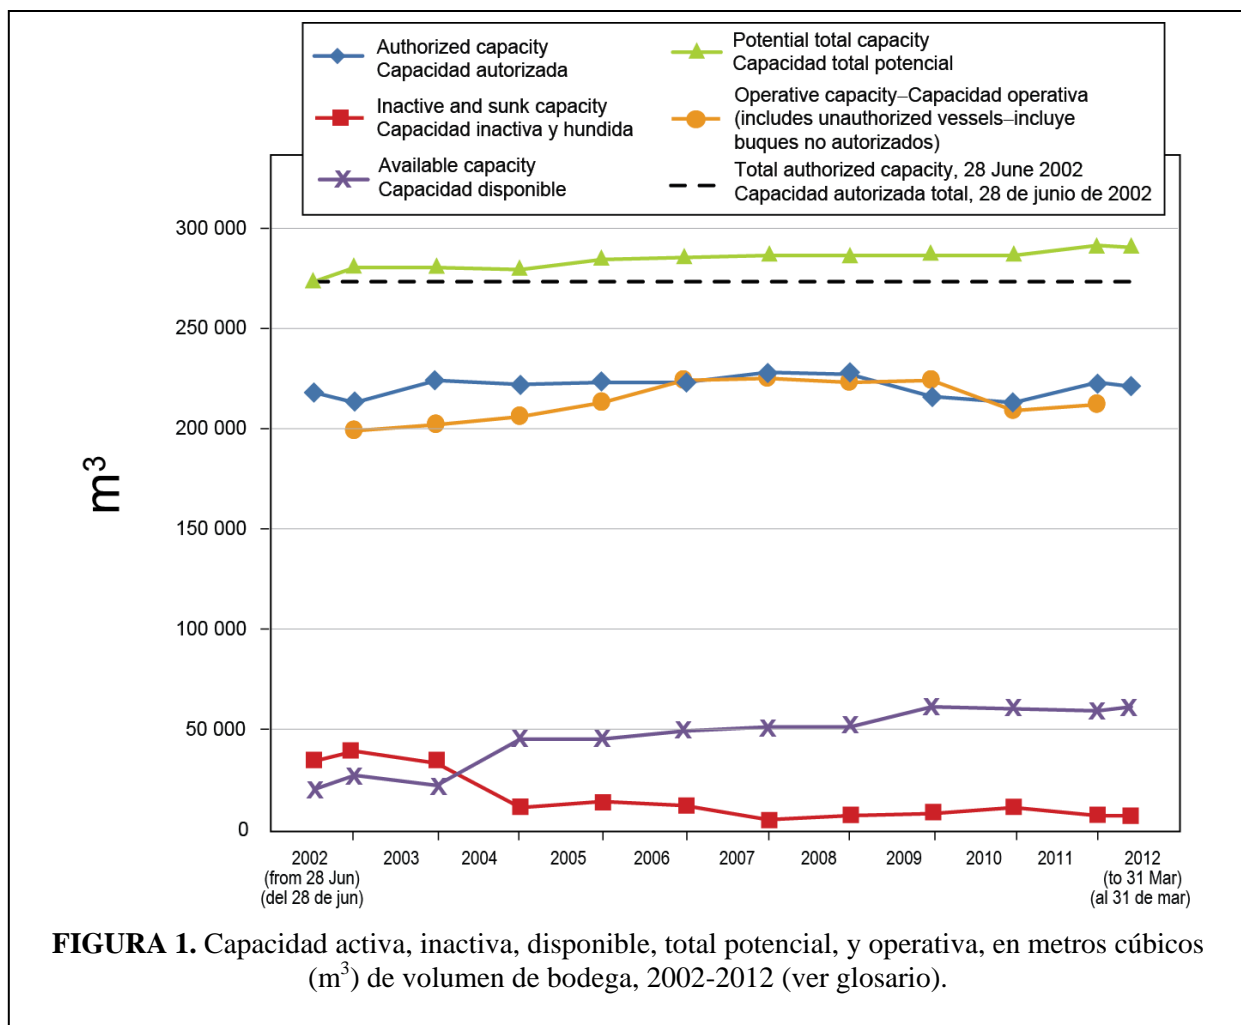 Authorized capacity
Capacidad autorizada
Potential total capacity
Capacidad total potencial
Inactive and sunk capacity
Capacidad inactiva y hundida
Operative capacity–Capacidad operativa
(includes unauthorized vessels–incluye
buques no autorizados)
Available capacity
Capacidad disponible
Total authorized capacity, 28 June 2002
Capacidad autorizada total, 28 de junio de 2002
300 000
250 000
200 000
150 000
100 000
50 000
0
m³
2002 2003 2004 2005 2006 2007 2008 2009 2010 2011 2012
(from 28 Jun) (to 31 Mar)
(del 28 de jun) (al 31 de mar)
FIGURA 1. Capacidad activa, inactiva, disponible, total potencial, y operativa, en metros cúbicos
(m³) de volumen de bodega, 2002-2012 (ver glosario).